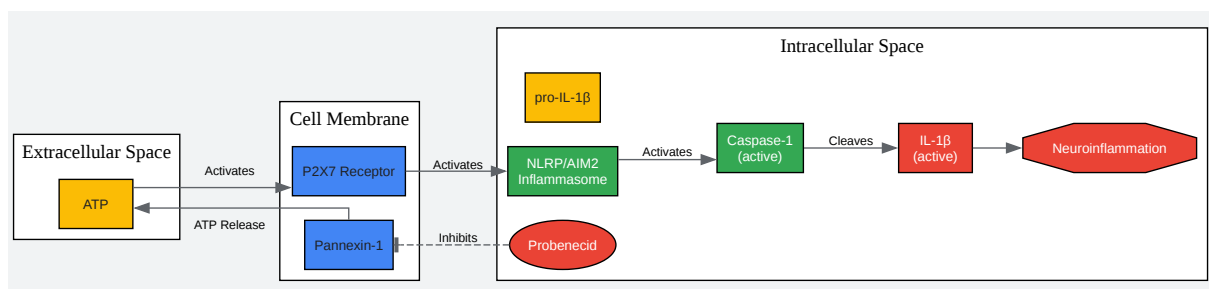 Intracellular Space
pro-IL-1β
Cell Membrane
Extracellular Space
Caspase-1
(active)
Cleaves
IL-1β
(active)
Neuroinflammation
Activates
P2X7 Receptor
Activates
NLRP/AIM2
Inflammasome
Activates
ATP
ATP Release
Pannexin-1
Inhibits
Probenecid